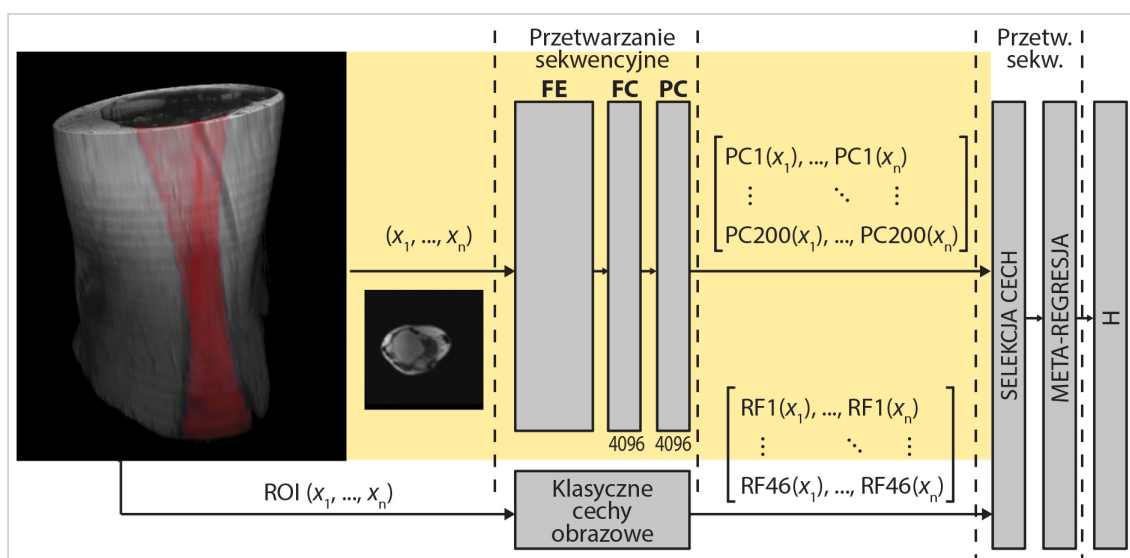 Przetwarzanie
sekwencyjne
Przetw.
sekw.
FE FC PC
(x₁, ..., xₙ)
PC1(x₁), ..., PC1(xₙ)
⋮ ⋱ ⋮
PC200(x₁), ..., PC200(xₙ)
SELEKCJA CECH
META-REGRESJA
H
4096 4096
RF1(x₁), ..., RF1(xₙ)
⋮ ⋱ ⋮
RF46(x₁), ..., RF46(xₙ)
ROI (x₁, ..., xₙ)
Klasyczne
cechy
obrazowe